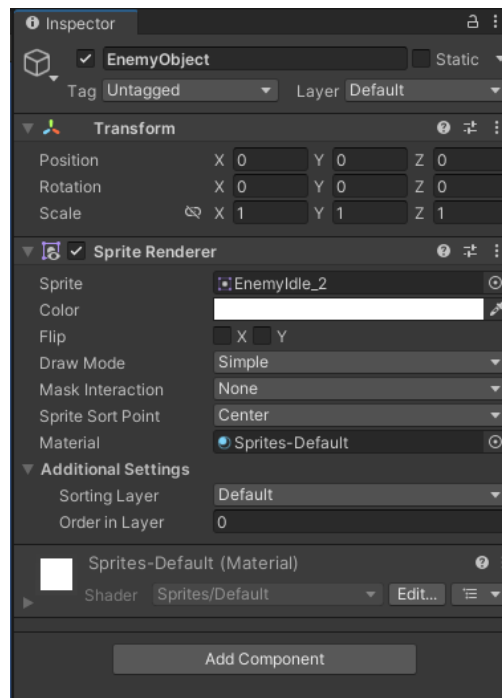 Inspector
EnemyObject Static
Tag Untagged Layer Default
Transform
Position X 0 Y 0 Z 0
Rotation X 0 Y 0 Z 0
Scale X 1 Y 1 Z 1
Sprite Renderer
Sprite EnemyIdle_2
Color
Flip X Y
Draw Mode Simple
Mask Interaction None
Sprite Sort Point Center
Material Sprites-Default
Additional Settings
Sorting Layer Default
Order in Layer 0
Sprites-Default (Material)
Shader Sprites/Default Edit...
Add Component